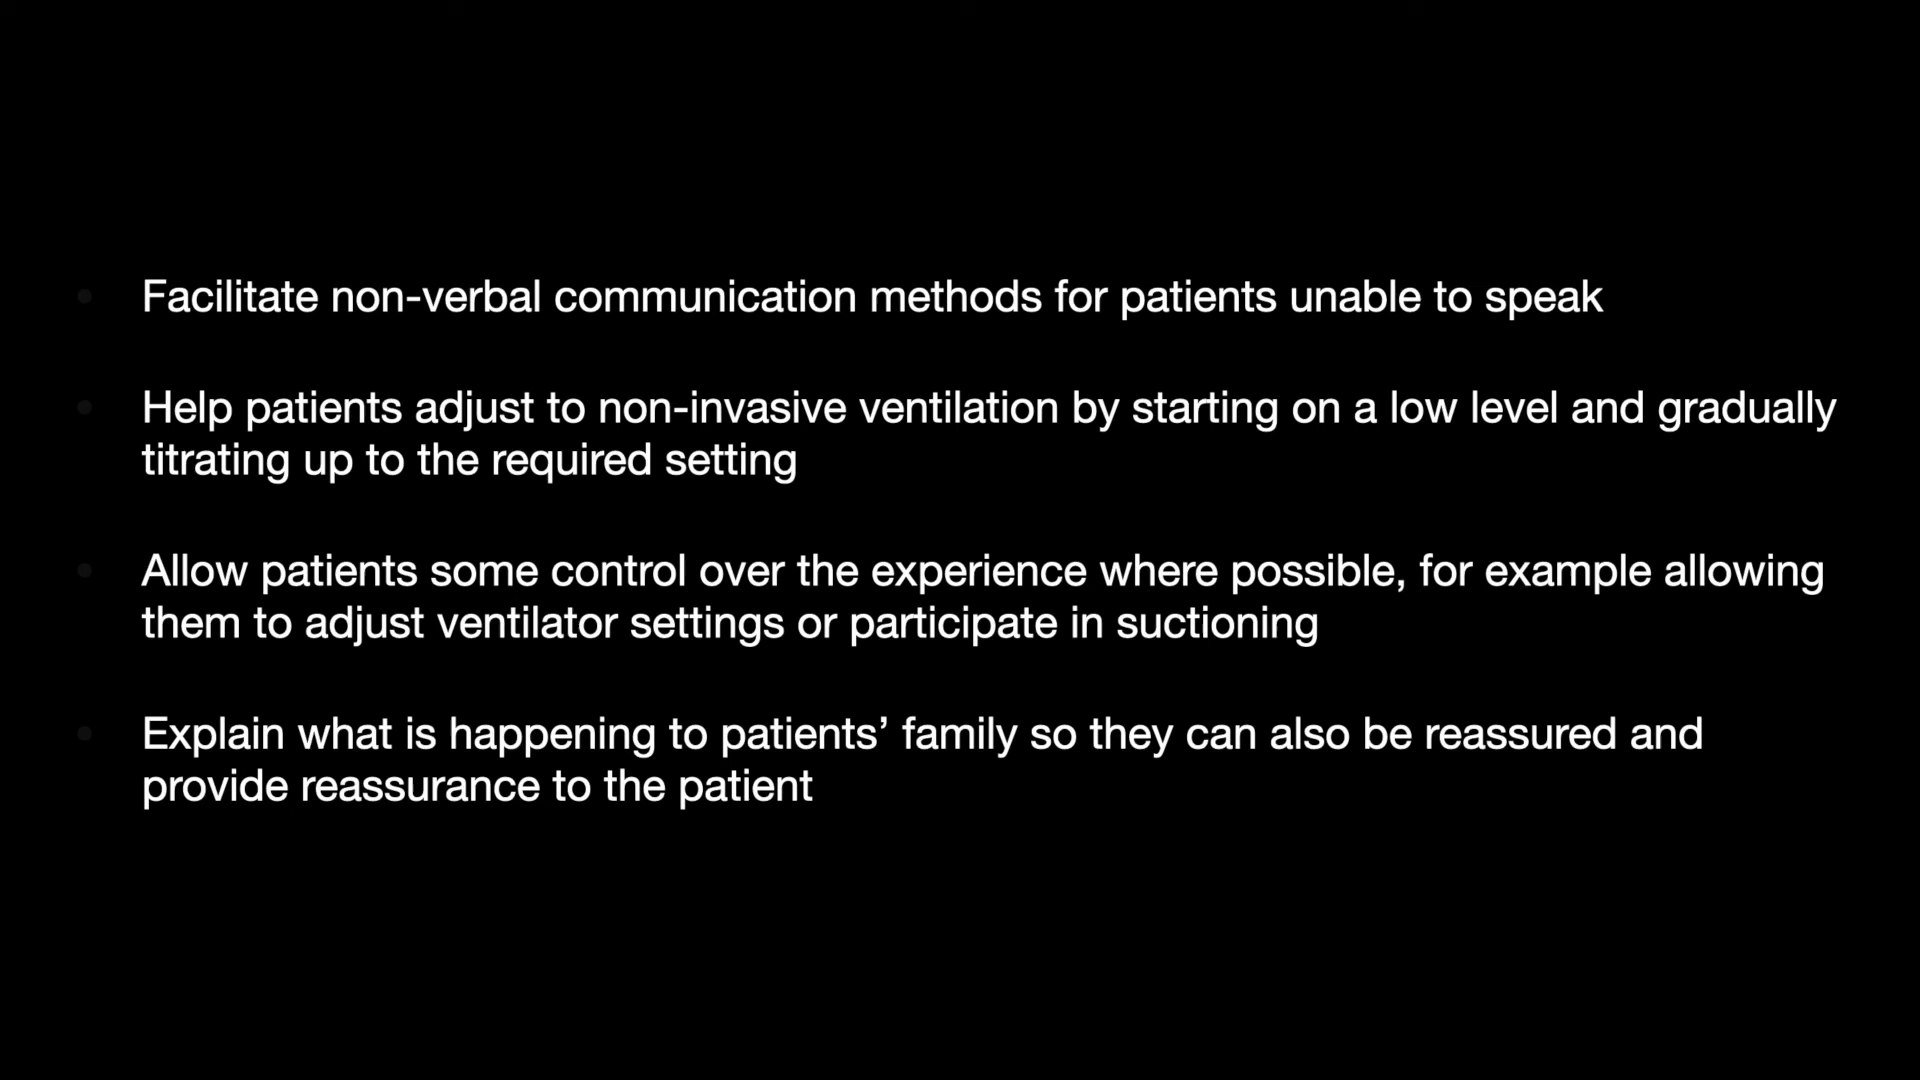 Facilitate non-verbal communication methods for patients unable to speak
Help patients adjust to non-invasive ventilation by starting on a low level and gradually
titrating up to the required setting
Allow patients some control over the experience where possible, for example allowing
them to adjust ventilator settings or participate in suctioning
Explain what is happening to patients’ family so they can also be reassured and
provide reassurance to the patient